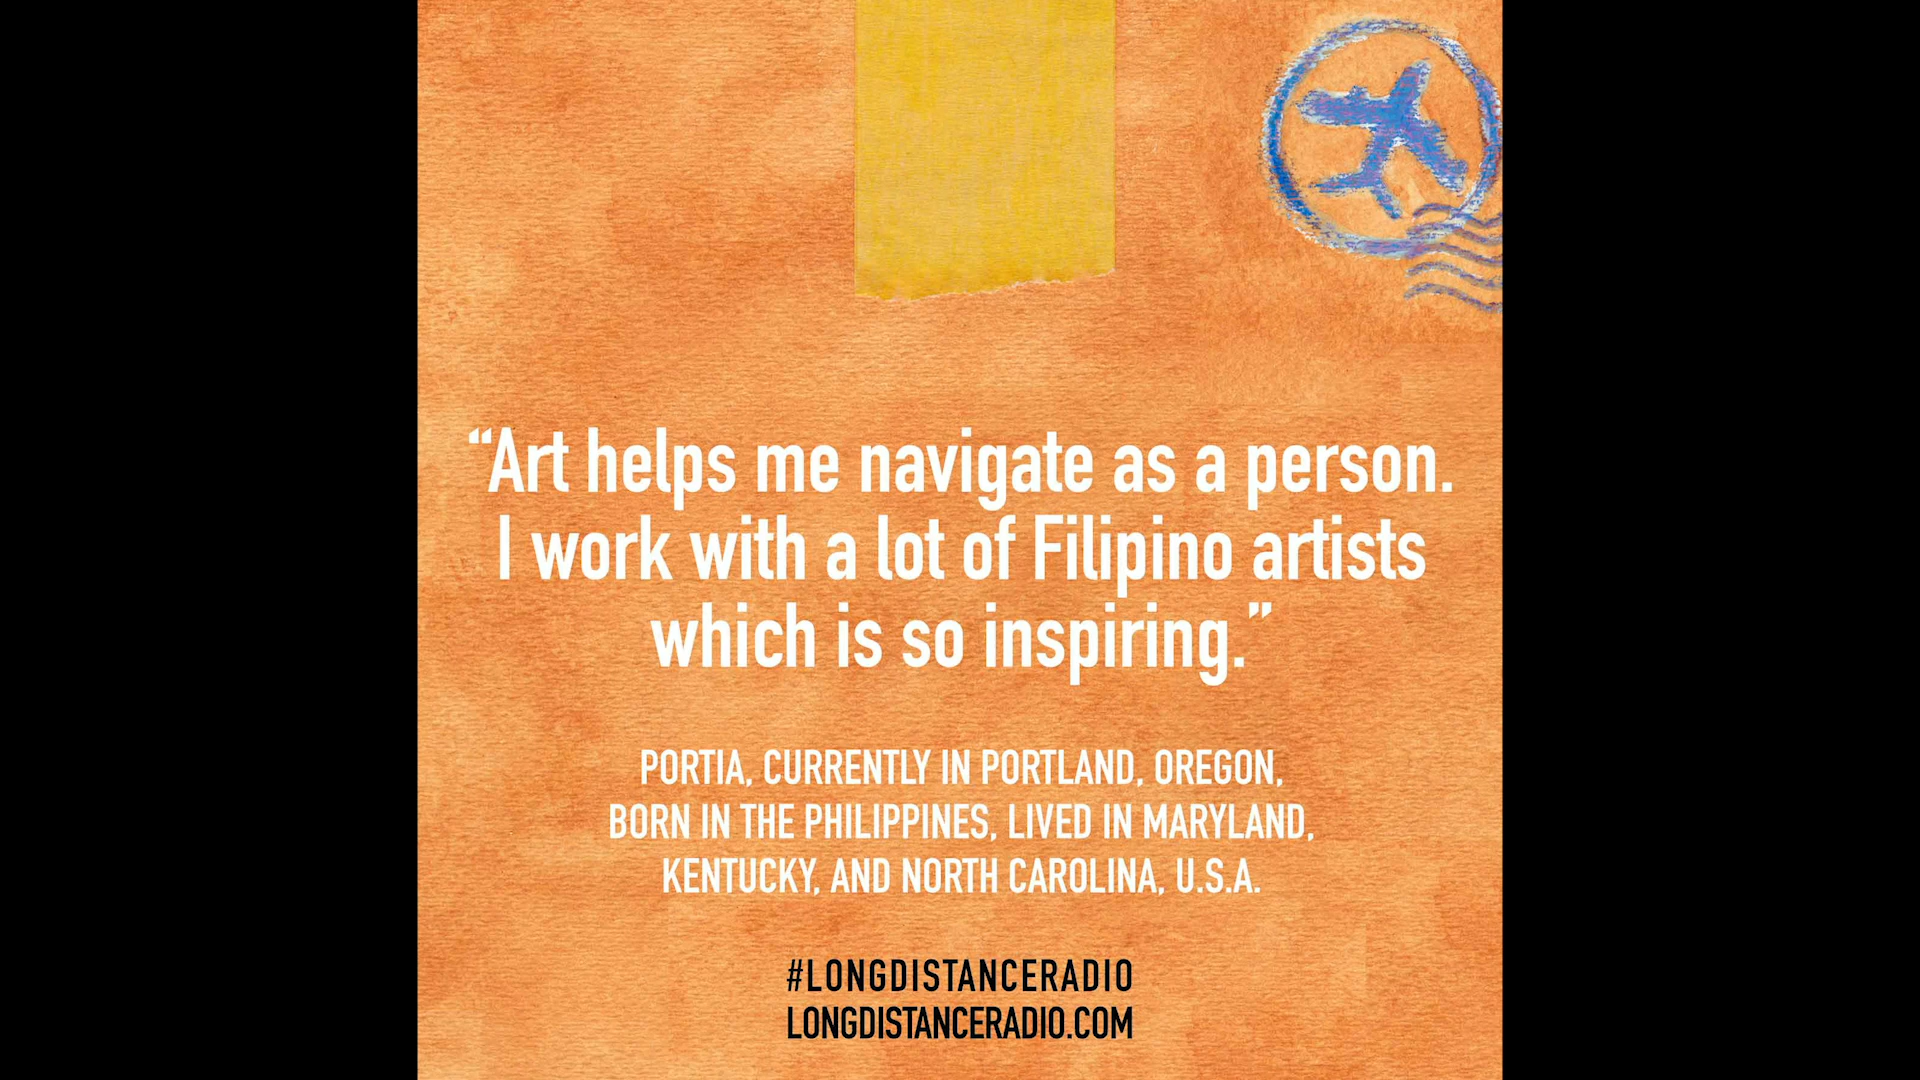 “Art helps me navigate as a person.
I work with a lot of Filipino artists
which is so inspiring.”
PORTIA, CURRENTLY IN PORTLAND, OREGON,
BORN IN THE PHILIPPINES, LIVED IN MARYLAND,
KENTUCKY, AND NORTH CAROLINA, U.S.A.
#LONGDISTANCERADIO
LONGDISTANCERADIO.COM